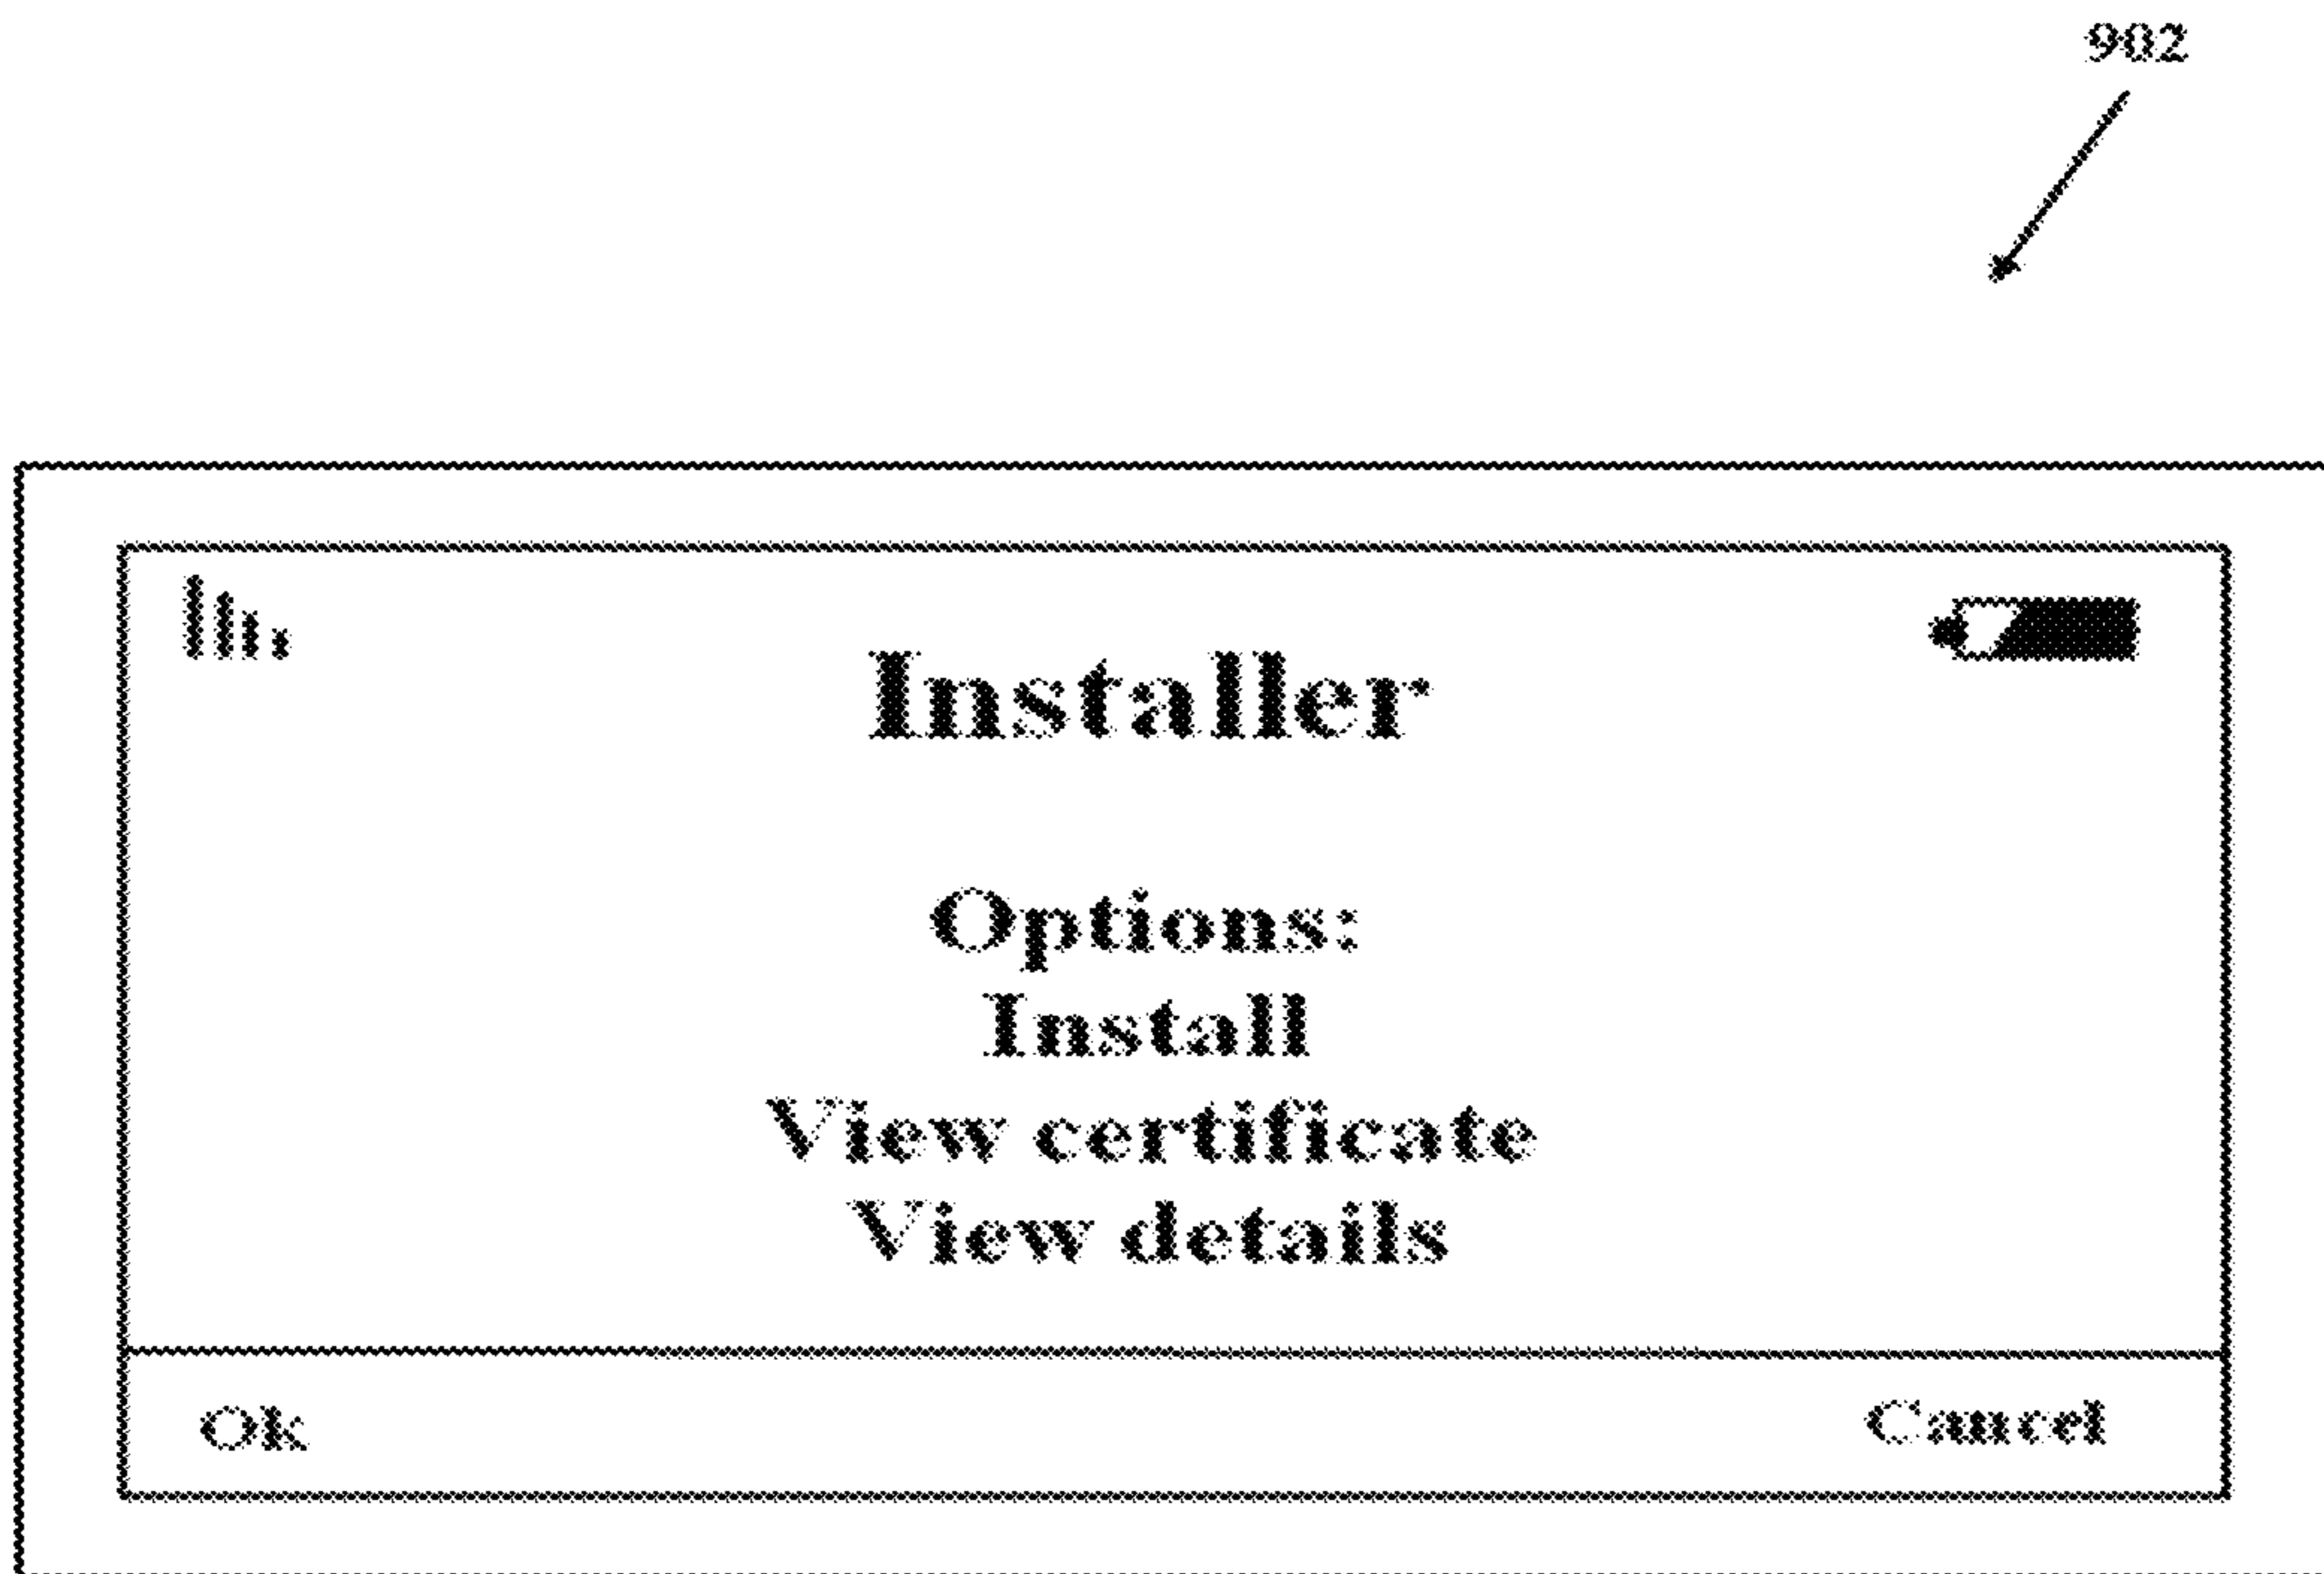 902
Installer
Options:
Install
View certificate
View details
Ok
Cancel